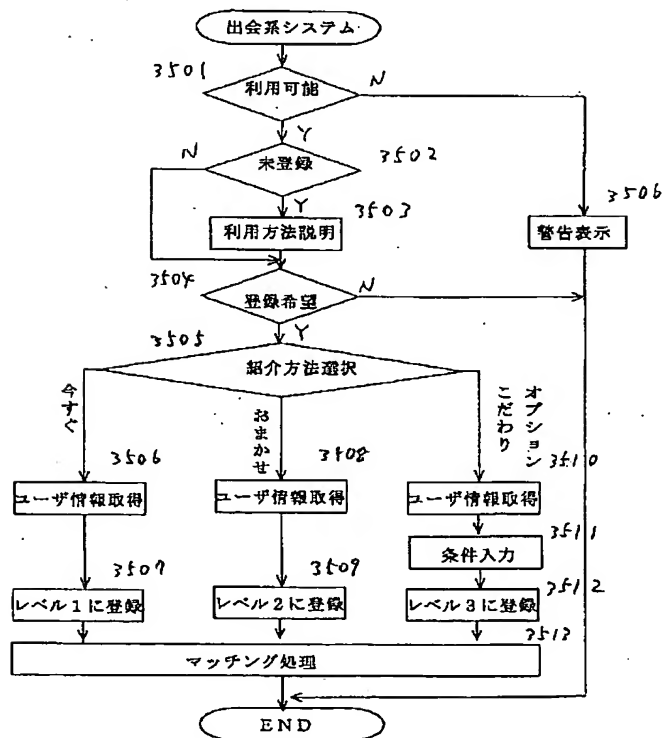 出会系システム
3501
利用可能
N
Y
N
未登録
3502
Y
3503
3506
利用方法説明
警告表示
3504
登録希望
N
Y
3505
紹介方法選択
今すぐ
おまかせ
オプション
こだわり
3506
3508
3510
ユーザ情報取得
ユーザ情報取得
ユーザ情報取得
3511
条件入力
3507
3509
3512
レベル1に登録
レベル2に登録
レベル3に登録
3513
マッチング処理
END